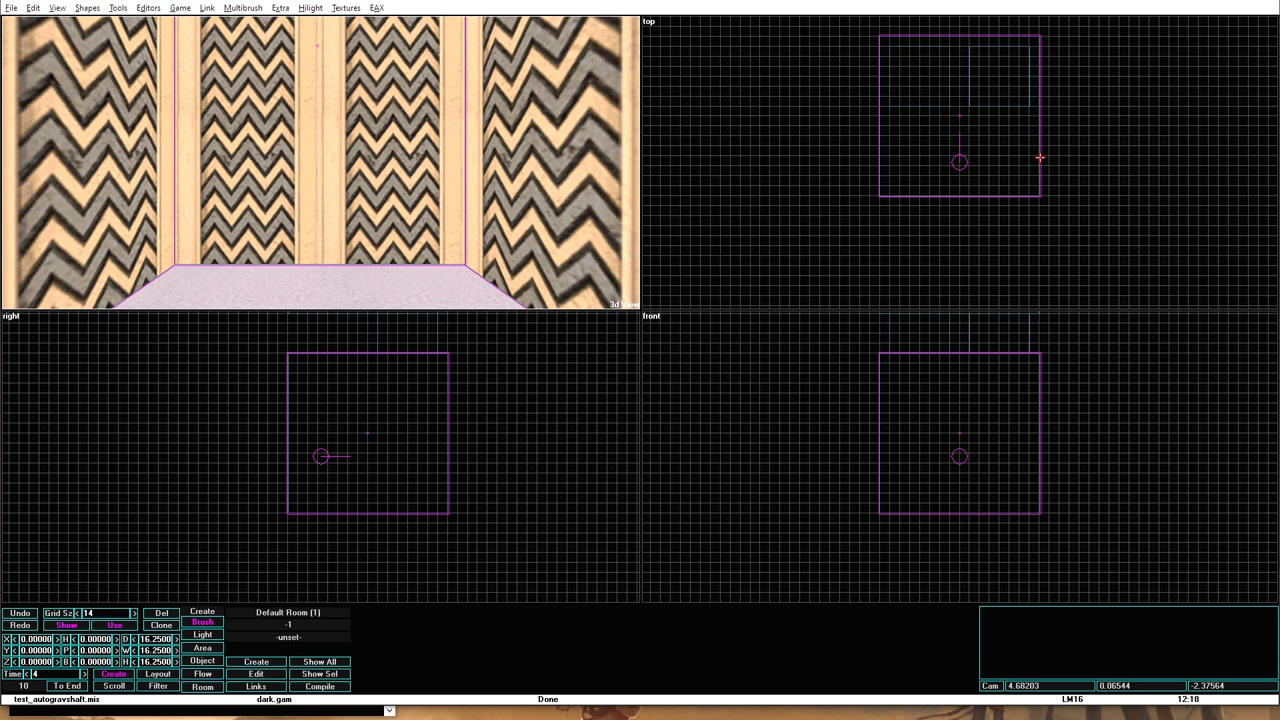 File Edit View Shapes Tools Editors Game Link Multibrush Extra Hilight Textures EAX
top
3d View
right
front
Undo Grid Sz < 14 > Del Create Default Room (1)
Redo Show Use Clone Brush -1
X < 0.00000 > H < 0.00000 > D < 16.2500 > Light -unset-
Y < 0.00000 > P < 0.00000 > W < 16.2500 > Area
Z < 0.00000 > B < 0.00000 > H < 16.2500 > Object Create Show All
Time < 4 > Create Layout Flow Edit Show Sel
10 To End Scroll Filter Room Links Compile
Cam 4.68203 0.06544 -2.37564
test_autogravshaft.mis dark.gam Done LM16 12:18